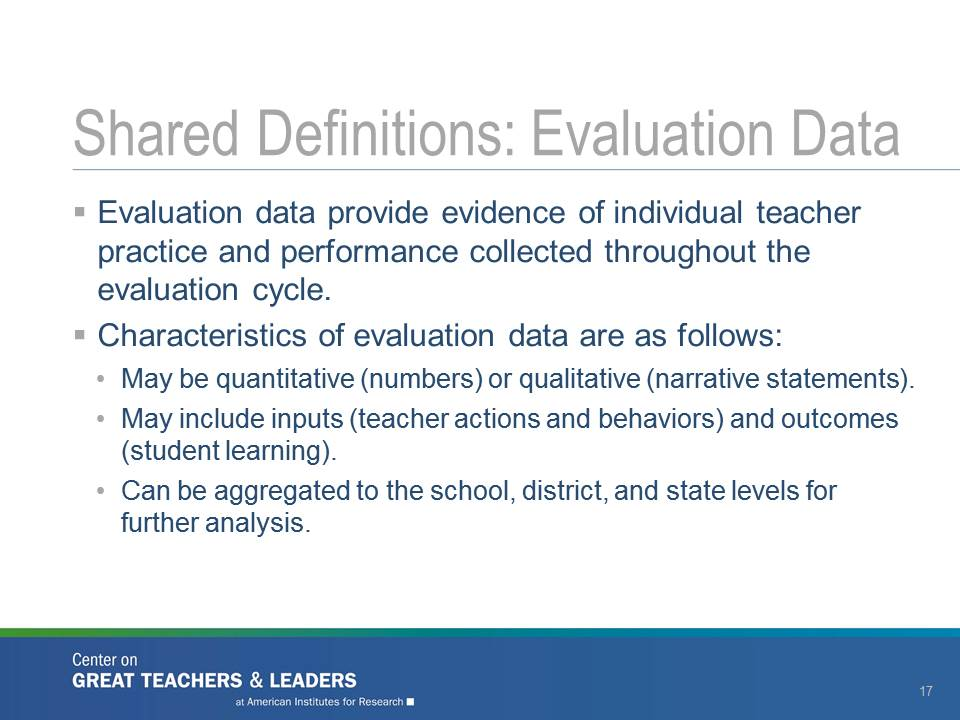 Shared Definitions: Evaluation Data
▪ Evaluation data provide evidence of individual teacher
practice and performance collected throughout the
evaluation cycle.
▪ Characteristics of evaluation data are as follows:
• May be quantitative (numbers) or qualitative (narrative statements).
• May include inputs (teacher actions and behaviors) and outcomes
(student learning).
• Can be aggregated to the school, district, and state levels for
further analysis.
Center on
GREAT TEACHERS & LEADERS
at American Institutes for Research
17